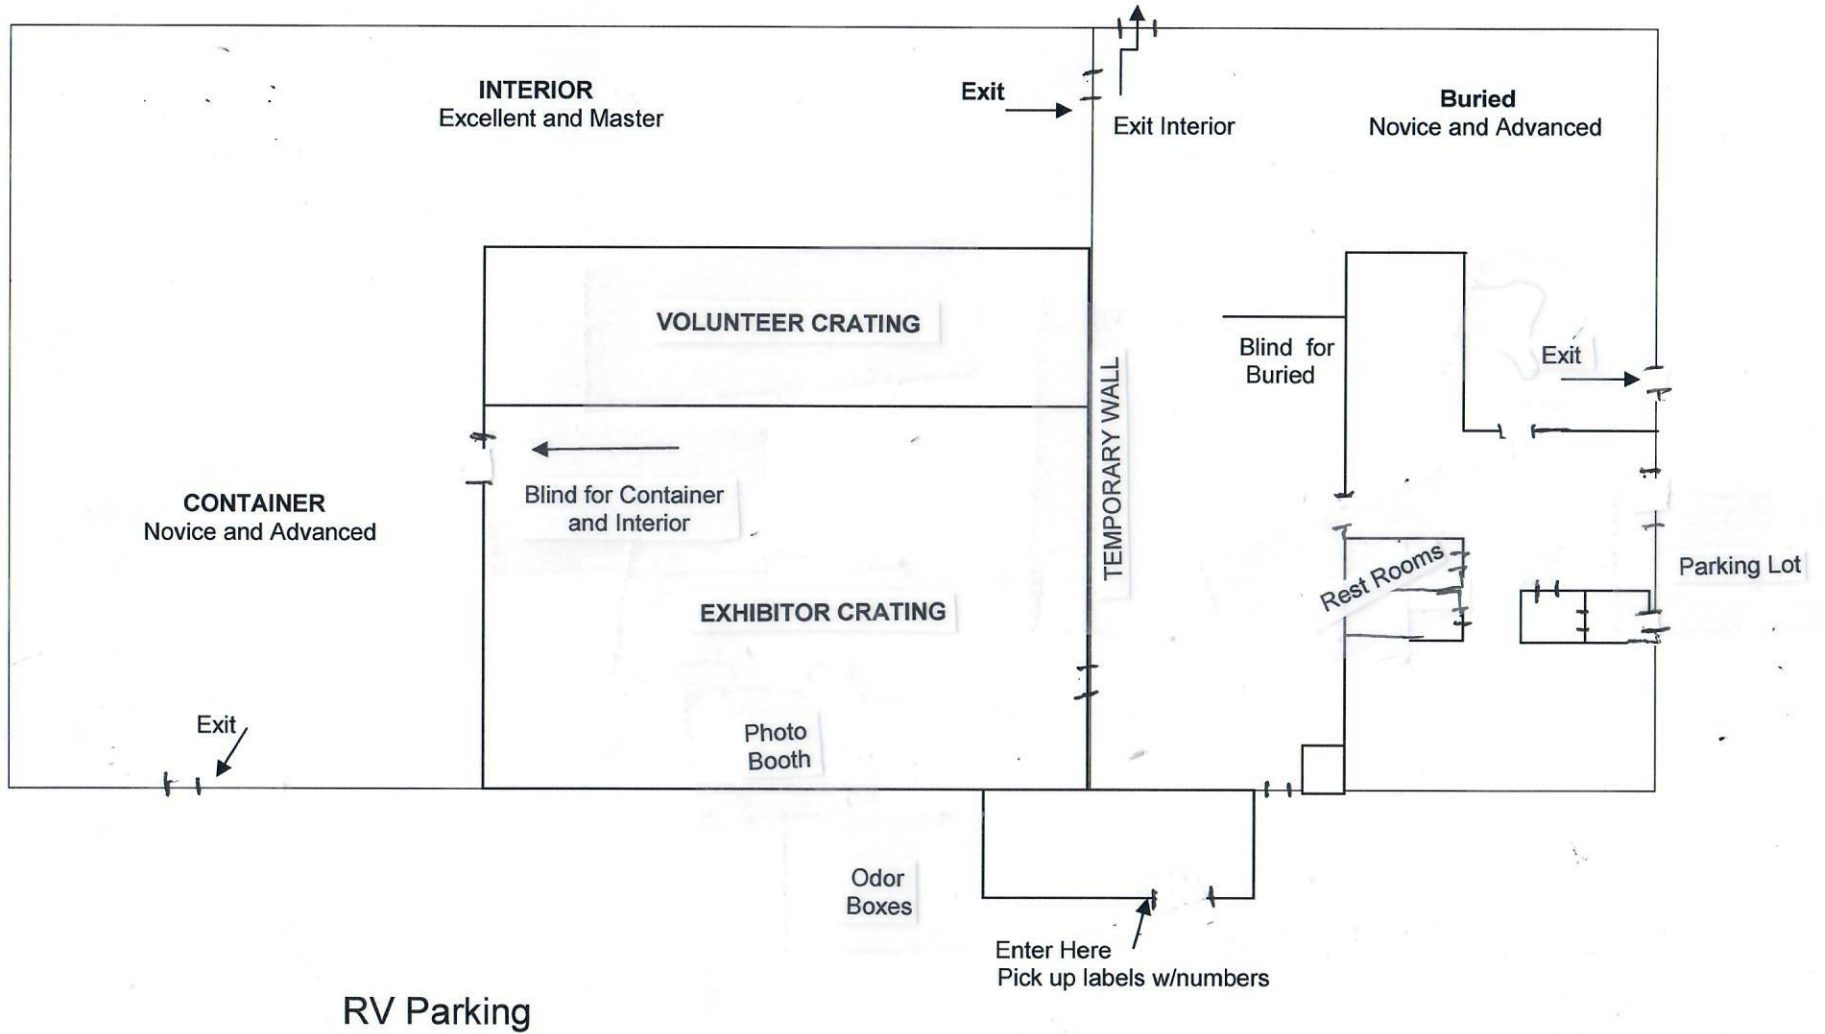 INTERIOR
Excellent and Master
Exit
Exit Interior
Buried
Novice and Advanced
VOLUNTEER CRATING
Blind for
Buried
Exit
TEMPORARY WALL
CONTAINER
Novice and Advanced
Blind for Container
and Interior
Rest Rooms
Parking Lot
EXHIBITOR CRATING
Exit
Photo
Booth
Odor
Boxes
Enter Here
Pick up labels w/numbers
RV Parking